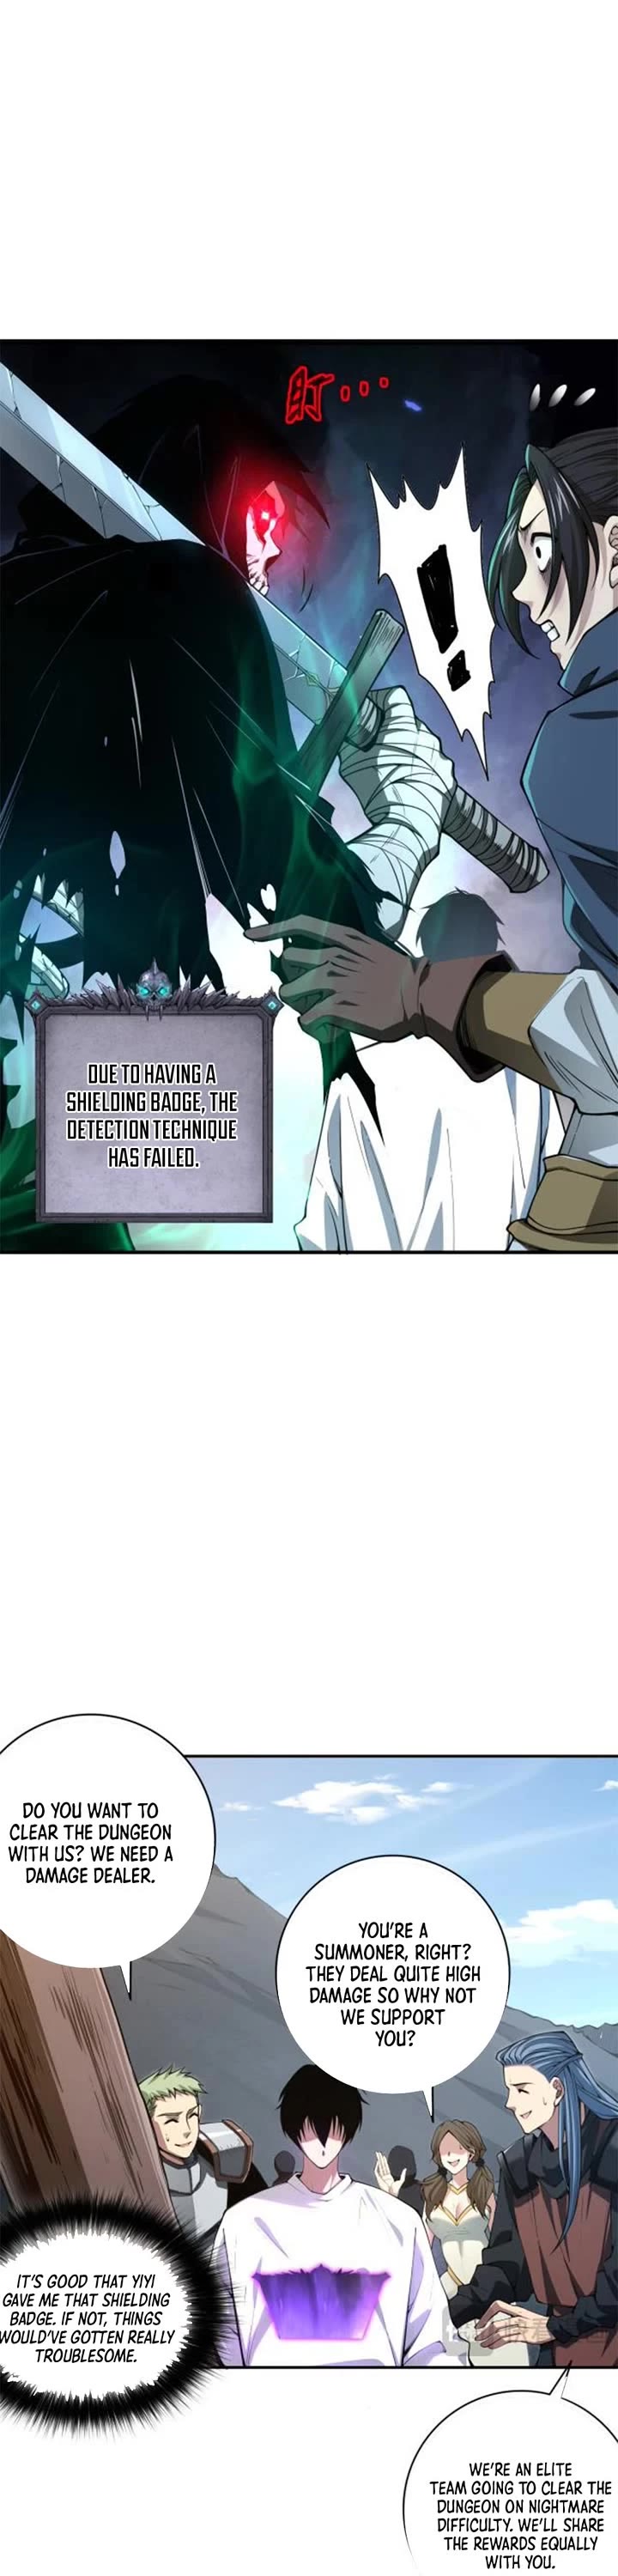 盯...
DUE TO HAVING A
SHIELDING BADGE, THE
DETECTION TECHNIQUE
HAS FAILED.
DO YOU WANT TO
CLEAR THE DUNGEON
WITH US? WE NEED A
DAMAGE DEALER.
YOU'RE A
SUMMONER, RIGHT?
THEY DEAL QUITE HIGH
DAMAGE SO WHY NOT
WE SUPPORT
YOU?
IT'S GOOD THAT YIYI
GAVE ME THAT SHIELDING
BADGE. IF NOT, THINGS
WOULD'VE GOTTEN REALLY
TROUBLESOME.
WE'RE AN ELITE
TEAM GOING TO CLEAR THE
DUNGEON ON NIGHTMARE
DIFFICULTY. WE'LL SHARE
THE REWARDS EQUALLY
WITH YOU.